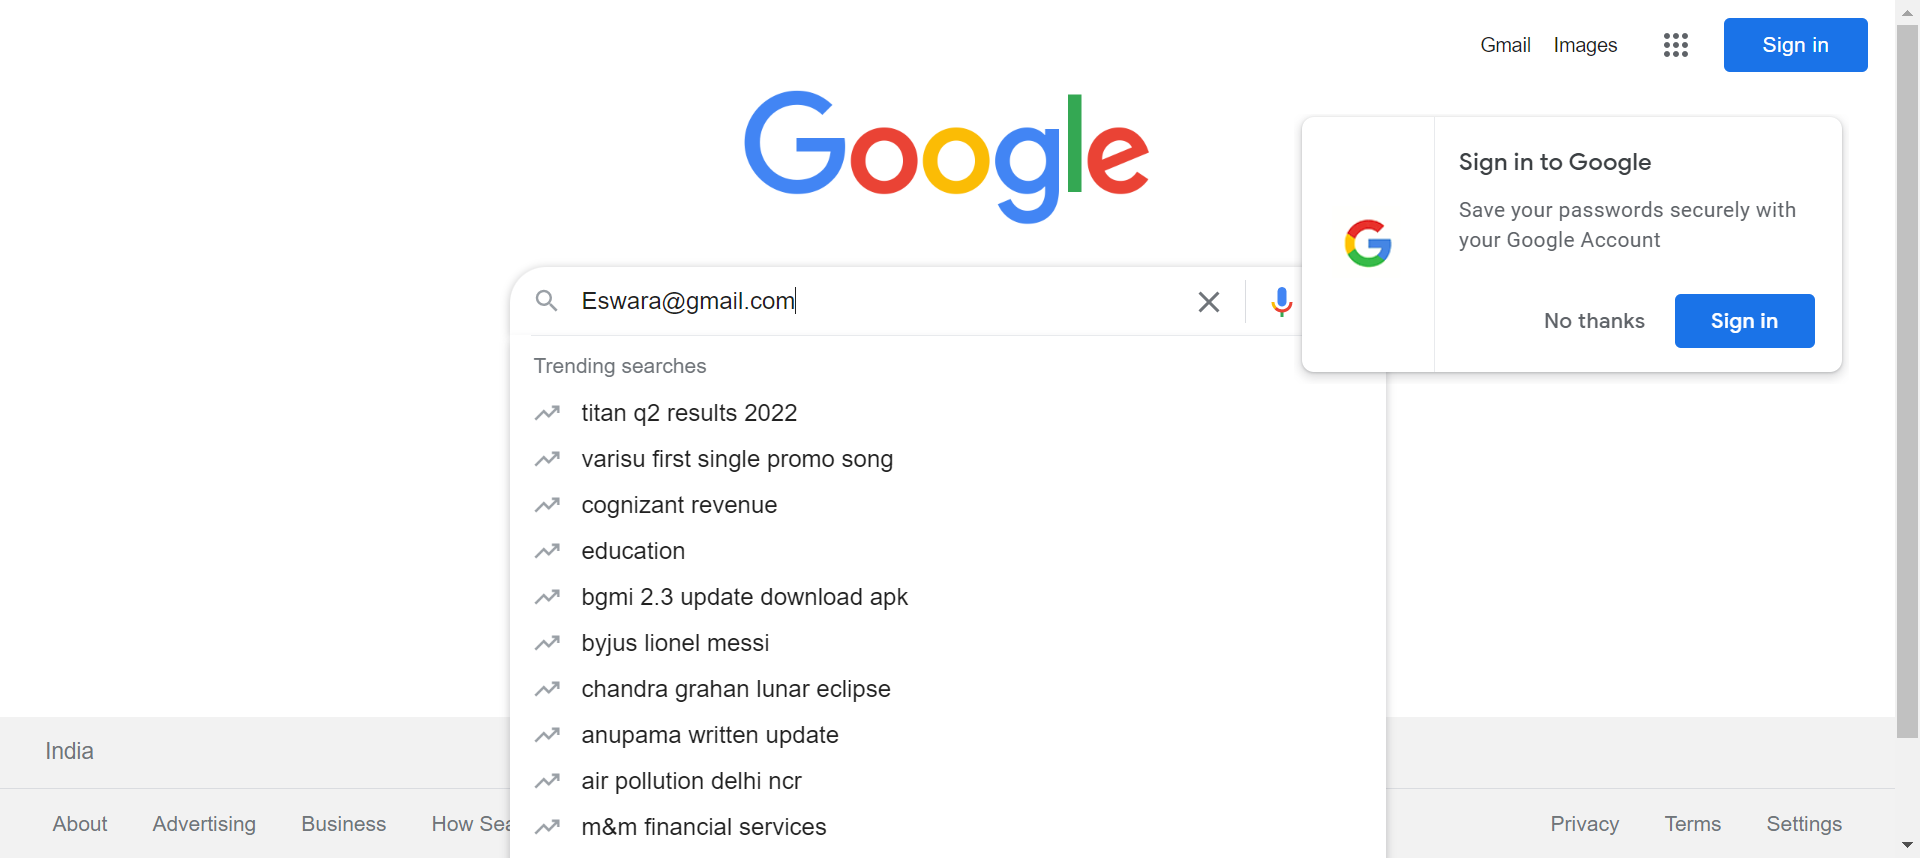 Gmail Images Sign in
Google
Sign in to Google
Save your passwords securely with
your Google Account
No thanks Sign in
Eswara@gmail.com
Trending searches
titan q2 results 2022
varisu first single promo song
cognizant revenue
education
bgmi 2.3 update download apk
byjus lionel messi
chandra grahan lunar eclipse
anupama written update
air pollution delhi ncr
m&m financial services
India
About Advertising Business How Sea
Privacy Terms Settings